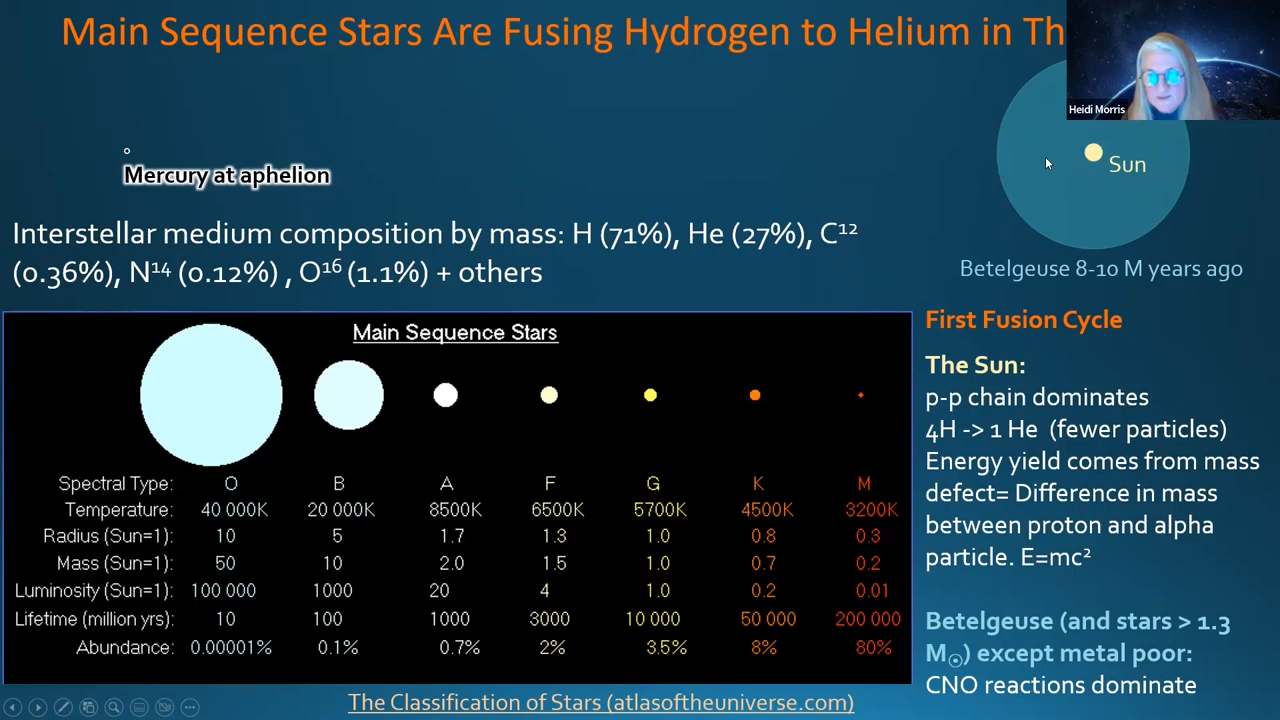 Main Sequence Stars Are Fusing Hydrogen to Helium in Th
Heidi Morris
Sun
Mercury at aphelion
Interstellar medium composition by mass: H (71%), He (27%), C¹²
(0.36%), N¹⁴ (0.12%) , O¹⁶ (1.1%) + others
Betelgeuse 8-10 M years ago
Main Sequence Stars
Spectral Type: O B A F G K M
Temperature: 40 000K 20 000K 8500K 6500K 5700K 4500K 3200K
Radius (Sun=1): 10 5 1.7 1.3 1.0 0.8 0.3
Mass (Sun=1): 50 10 2.0 1.5 1.0 0.7 0.2
Luminosity (Sun=1): 100 000 1000 20 4 1.0 0.2 0.01
Lifetime (million yrs): 10 100 1000 3000 10 000 50 000 200 000
Abundance: 0.00001% 0.1% 0.7% 2% 3.5% 8% 80%
The Classification of Stars (atlasoftheuniverse.com)
First Fusion Cycle
The Sun:
p-p chain dominates
4H -> 1 He (fewer particles)
Energy yield comes from mass
defect= Difference in mass
between proton and alpha
particle. E=mc²
Betelgeuse (and stars > 1.3
M☉) except metal poor:
CNO reactions dominate